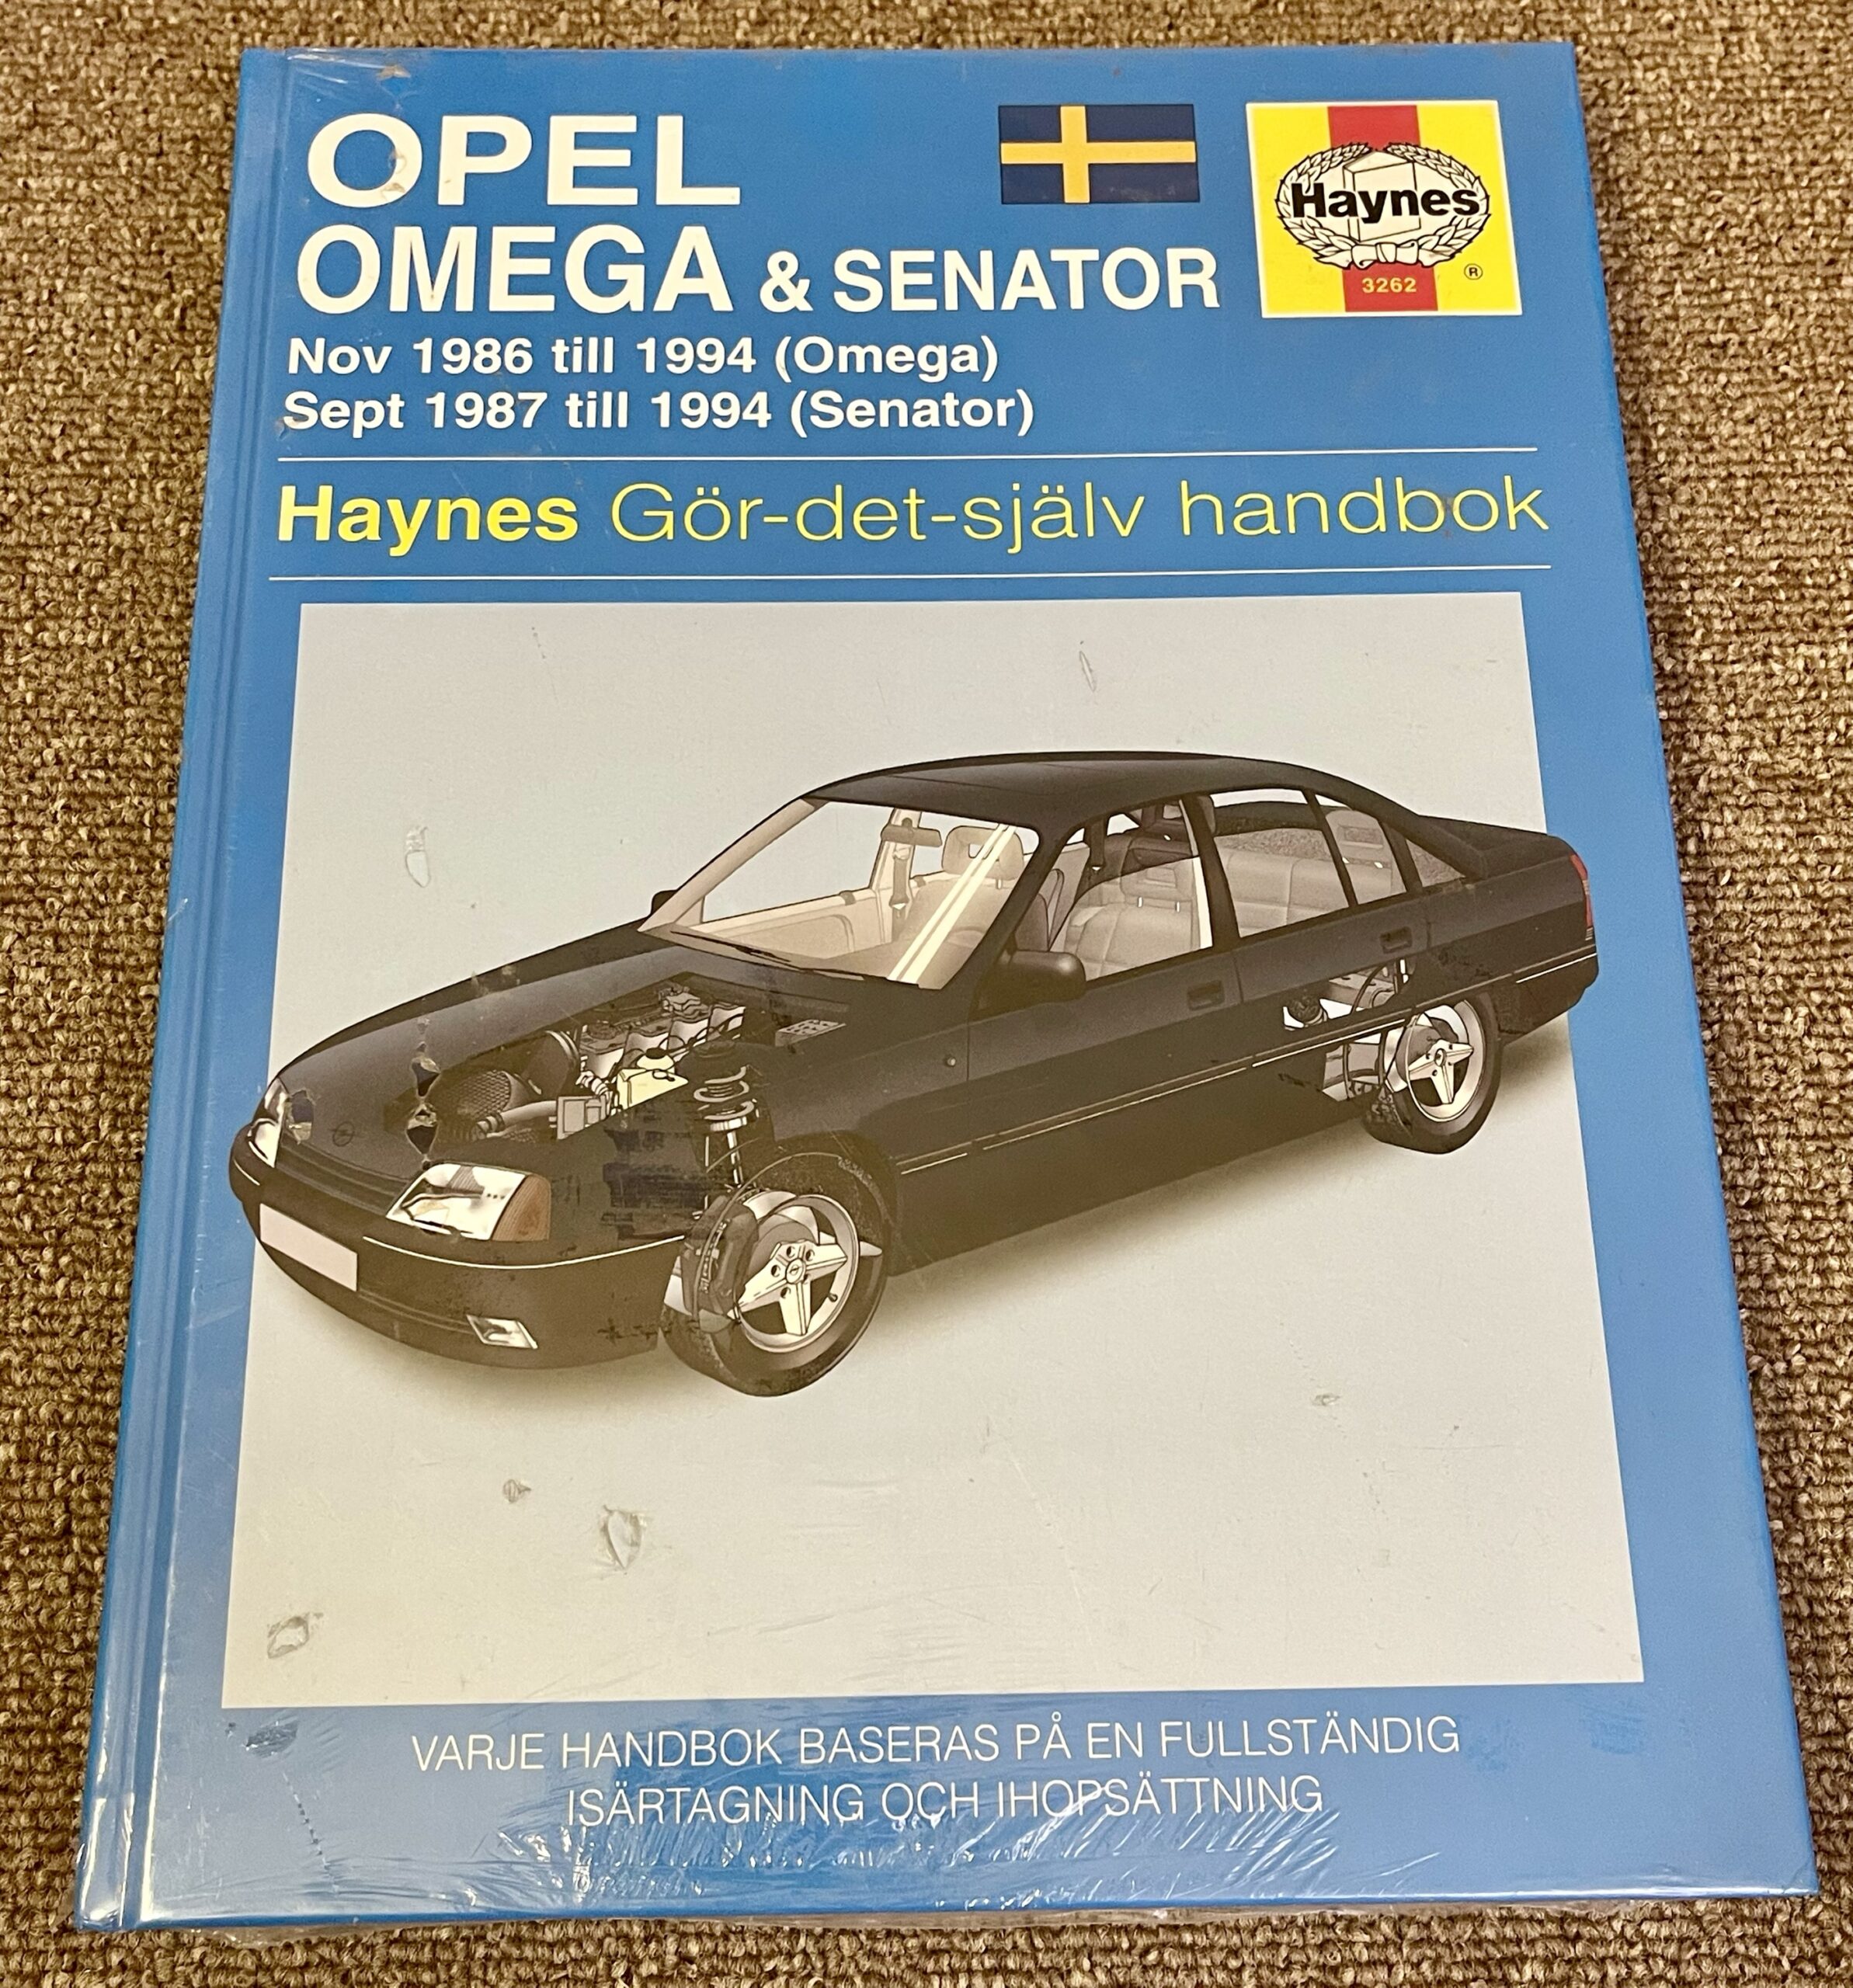 OPEL
OMEGA & SENATOR
Nov 1986 till 1994 (Omega)
Sept 1987 till 1994 (Senator)
Haynes
®
3262
Haynes Gör-det-själv handbok
VARJE HANDBOK BASERAS PÅ EN FULLSTÄNDIG
ISÄRTAGNING OCH IHOPSÄTTNING